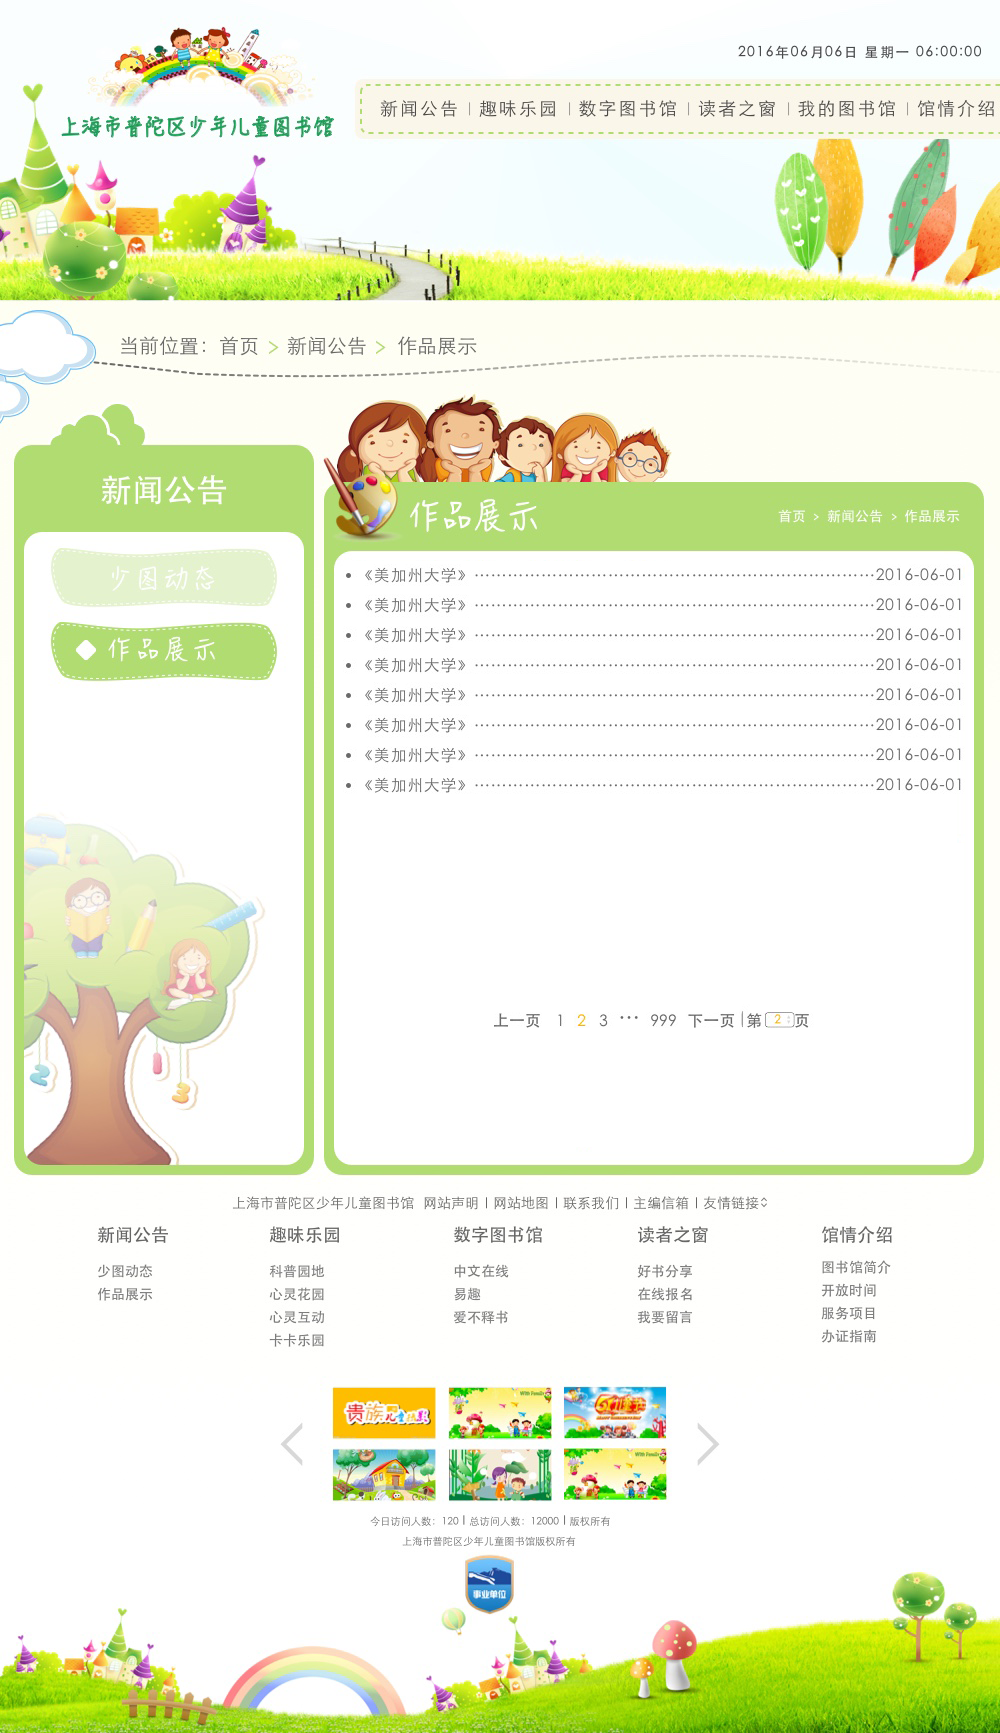 2016年06月06日 星期一 06:00:00
上海市普陀区少年儿童图书馆
新闻公告 | 趣味乐园 | 数字图书馆 | 读者之窗 | 我的图书馆 | 馆情介绍
当前位置：首页 > 新闻公告 > 作品展示
新闻公告
少图动态
作品展示
作品展示
首页 > 新闻公告 > 作品展示
• 《美加州大学》 ························2016-06-01
• 《美加州大学》 ························2016-06-01
• 《美加州大学》 ························2016-06-01
• 《美加州大学》 ························2016-06-01
• 《美加州大学》 ························2016-06-01
• 《美加州大学》 ························2016-06-01
• 《美加州大学》 ························2016-06-01
• 《美加州大学》 ························2016-06-01
2
3
上一页 1 2 3 ··· 999 下一页 | 第 2 页
上海市普陀区少年儿童图书馆 网站声明 | 网站地图 | 联系我们 | 主编信箱 | 友情链接
新闻公告
少图动态
作品展示
趣味乐园
科普园地
心灵花园
心灵互动
卡卡乐园
数字图书馆
中文在线
易趣
爱不释书
读者之窗
好书分享
在线报名
我要留言
馆情介绍
图书馆简介
开放时间
服务项目
办证指南
贵族儿童摄影
With Family
With Family
今日访问人数：120 | 总访问人数：12000 | 版权所有
上海市普陀区少年儿童图书馆版权所有
事业单位